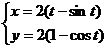 x = 2(t−sin t)
y = 2(1−cos t)